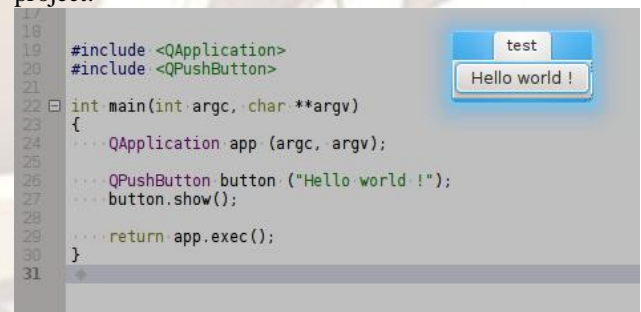 project.
17
18
19 #include <QApplication>
20 #include <QPushButton>
21
22 int main(int argc, char **argv)
23 {
24 QApplication app (argc, argv);
25
26 QPushButton button ("Hello world !");
27 button.show();
28
29 return app.exec();
30 }
31
test
Hello world !